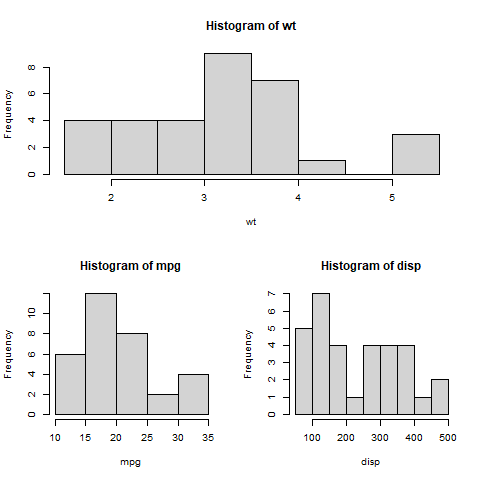 Histogram of wt
Frequency
0 2 4 6 8
2 3 4 5
wt
Histogram of mpg
Frequency
0 2 4 6 10
10 15 20 25 30 35
mpg
Histogram of disp
Frequency
0 1 2 3 4 5 6 7
100 200 300 400 500
disp